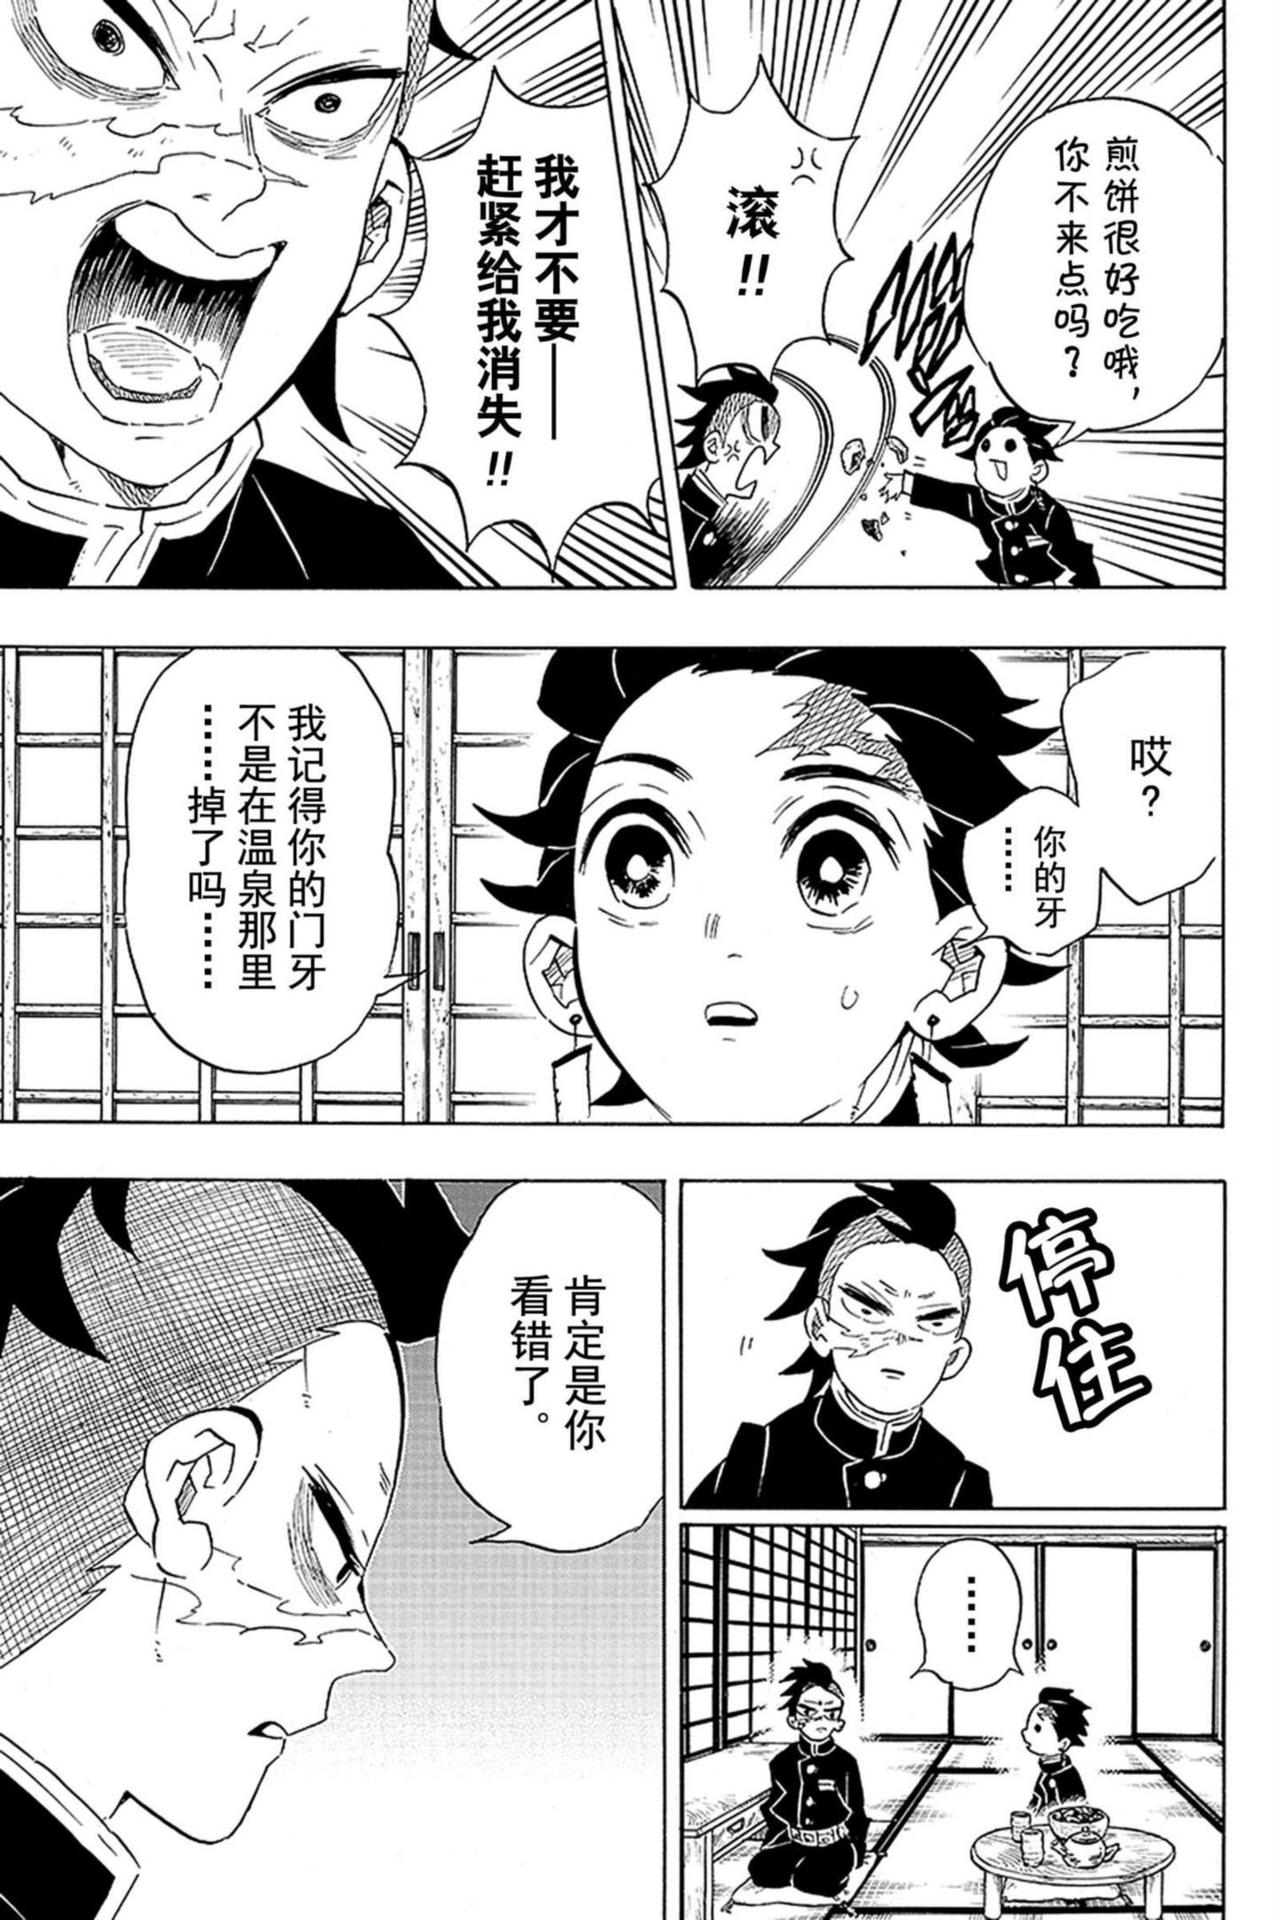 煎饼很好吃哦，
你不来点吗？
滚!!
我才不要——
赶紧给我消失!!
哎？
你的牙
……
我记得你的门牙
不是在温泉那里
……掉了吗……
停住
……
肯定是你
看错了。